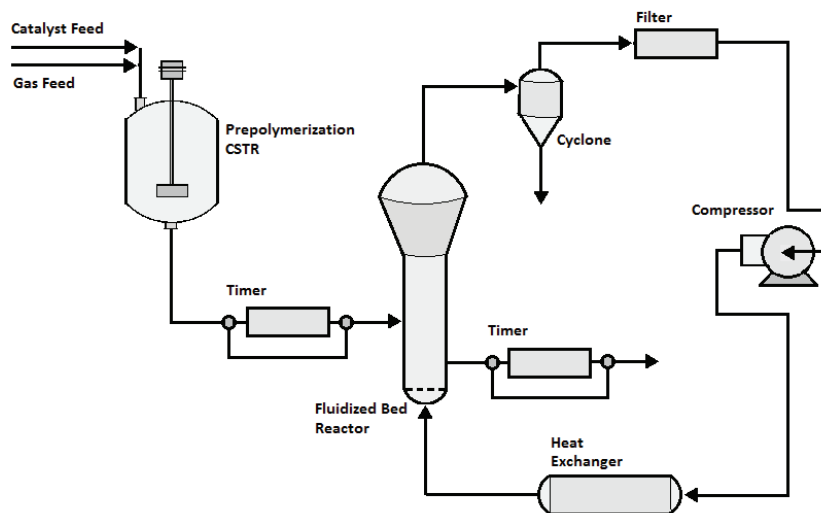 Catalyst Feed
Gas Feed
Prepolymerization
CSTR
Filter
Cyclone
Compressor
Timer
Timer
Fluidized Bed
Reactor
Heat
Exchanger